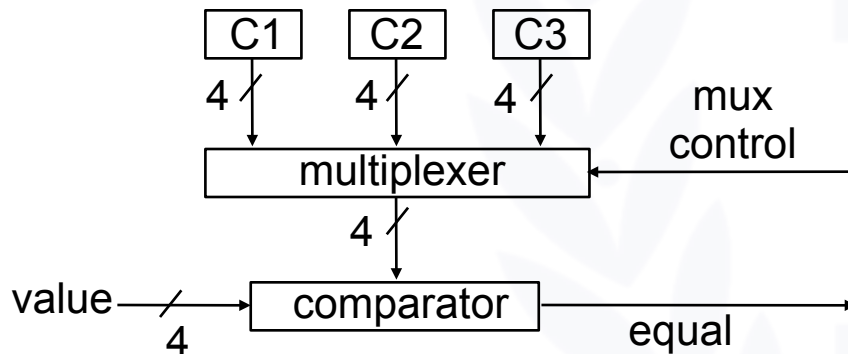 C1 C2 C3
4 4 4
mux
control
multiplexer
4
value
comparator
4
equal